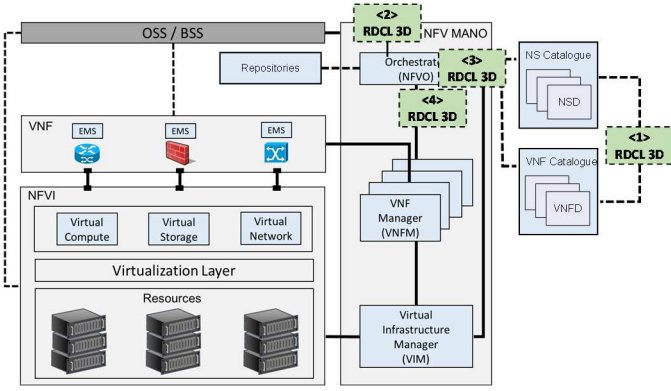 OSS / BSS
<2>
RDCL 3D
NFV MANO
Repositories
Orchestrat
(NFVO)
<3>
RDCL 3D
<4>
RDCL 3D
NS Catalogue
NSD
<1>
RDCL 3D
VNF Catalogue
VNFD
VNF
EMS
EMS
EMS
NFVI
Virtual
Compute
Virtual
Storage
Virtual
Network
Virtualization Layer
Resources
VNF
Manager
(VNFM)
Virtual
Infrastructure
Manager
(VIM)